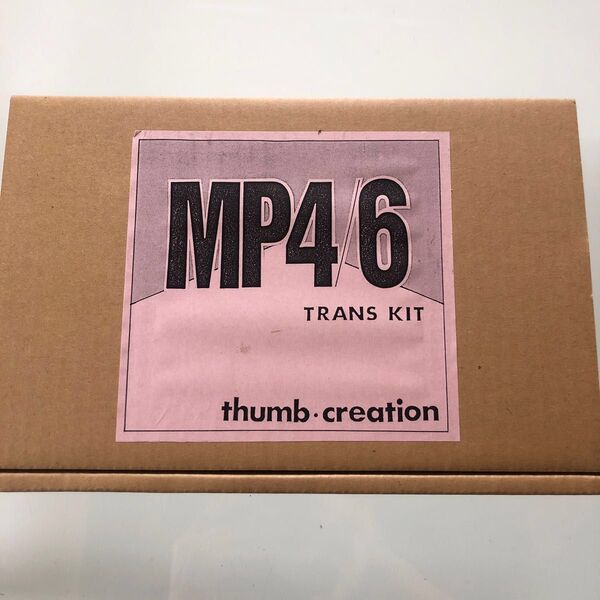 MP4/6
TRANS KIT
thumb·creation